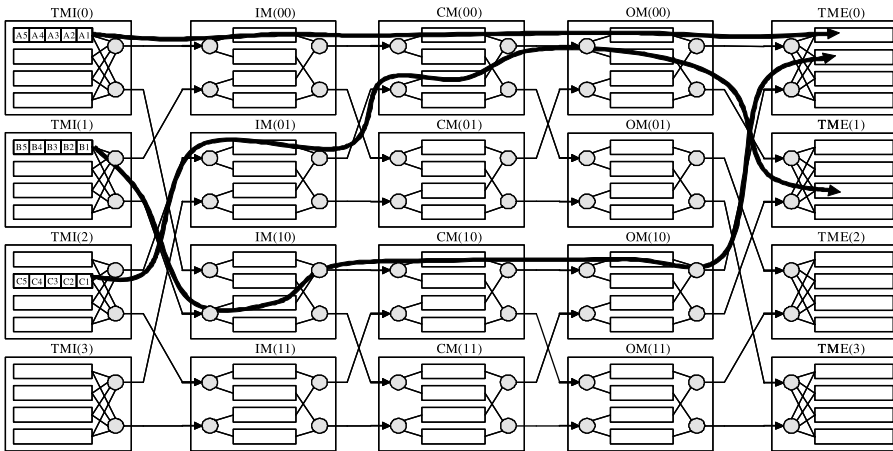 TMI(0) IM(00) CM(00) OM(00) TME(0)
A5 A4 A3 A2 A1
TMI(1) IM(01) CM(01) OM(01) TME(1)
B5 B4 B3 B2 B1
TMI(2) IM(10) CM(10) OM(10) TME(2)
C5 C4 C3 C2 C1
TMI(3) IM(11) CM(11) OM(11) TME(3)